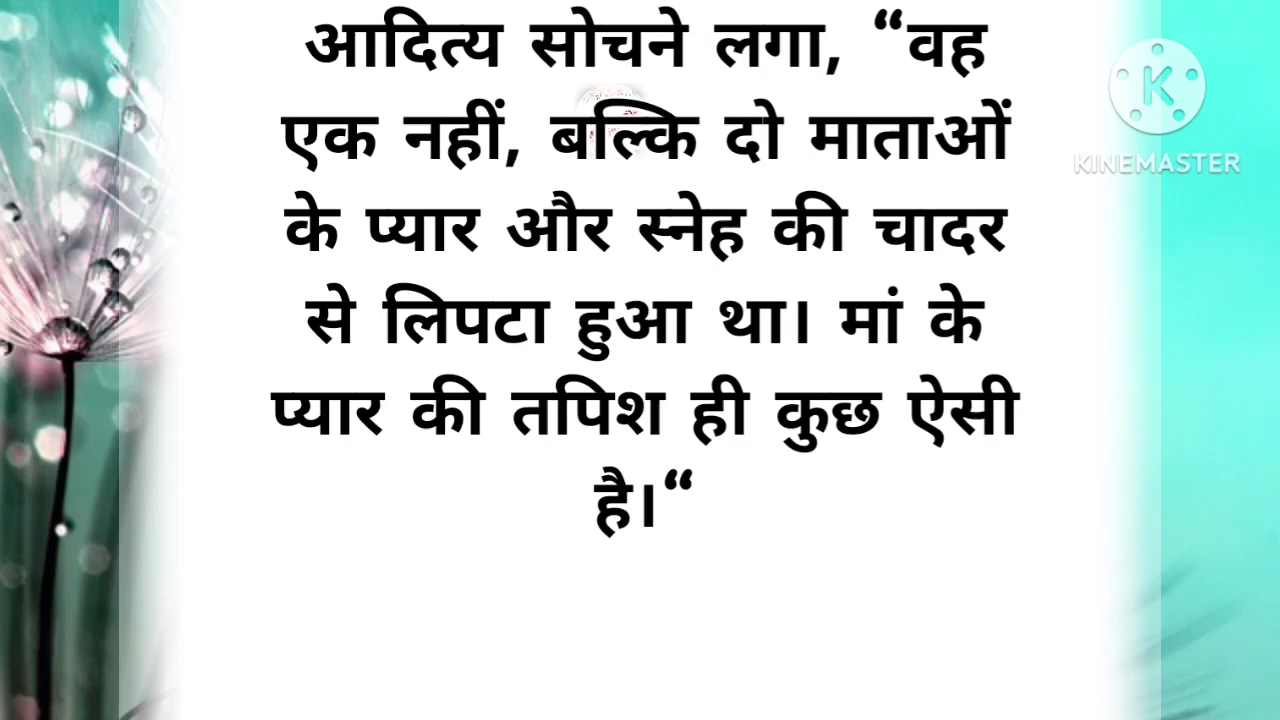 आदित्य सोचने लगा, “वह
एक नहीं, बल्कि दो माताओं
के प्यार और स्नेह की चादर
से लिपटा हुआ था। मां के
प्यार की तपिश ही कुछ ऐसी
है।“
K
KINEMASTER